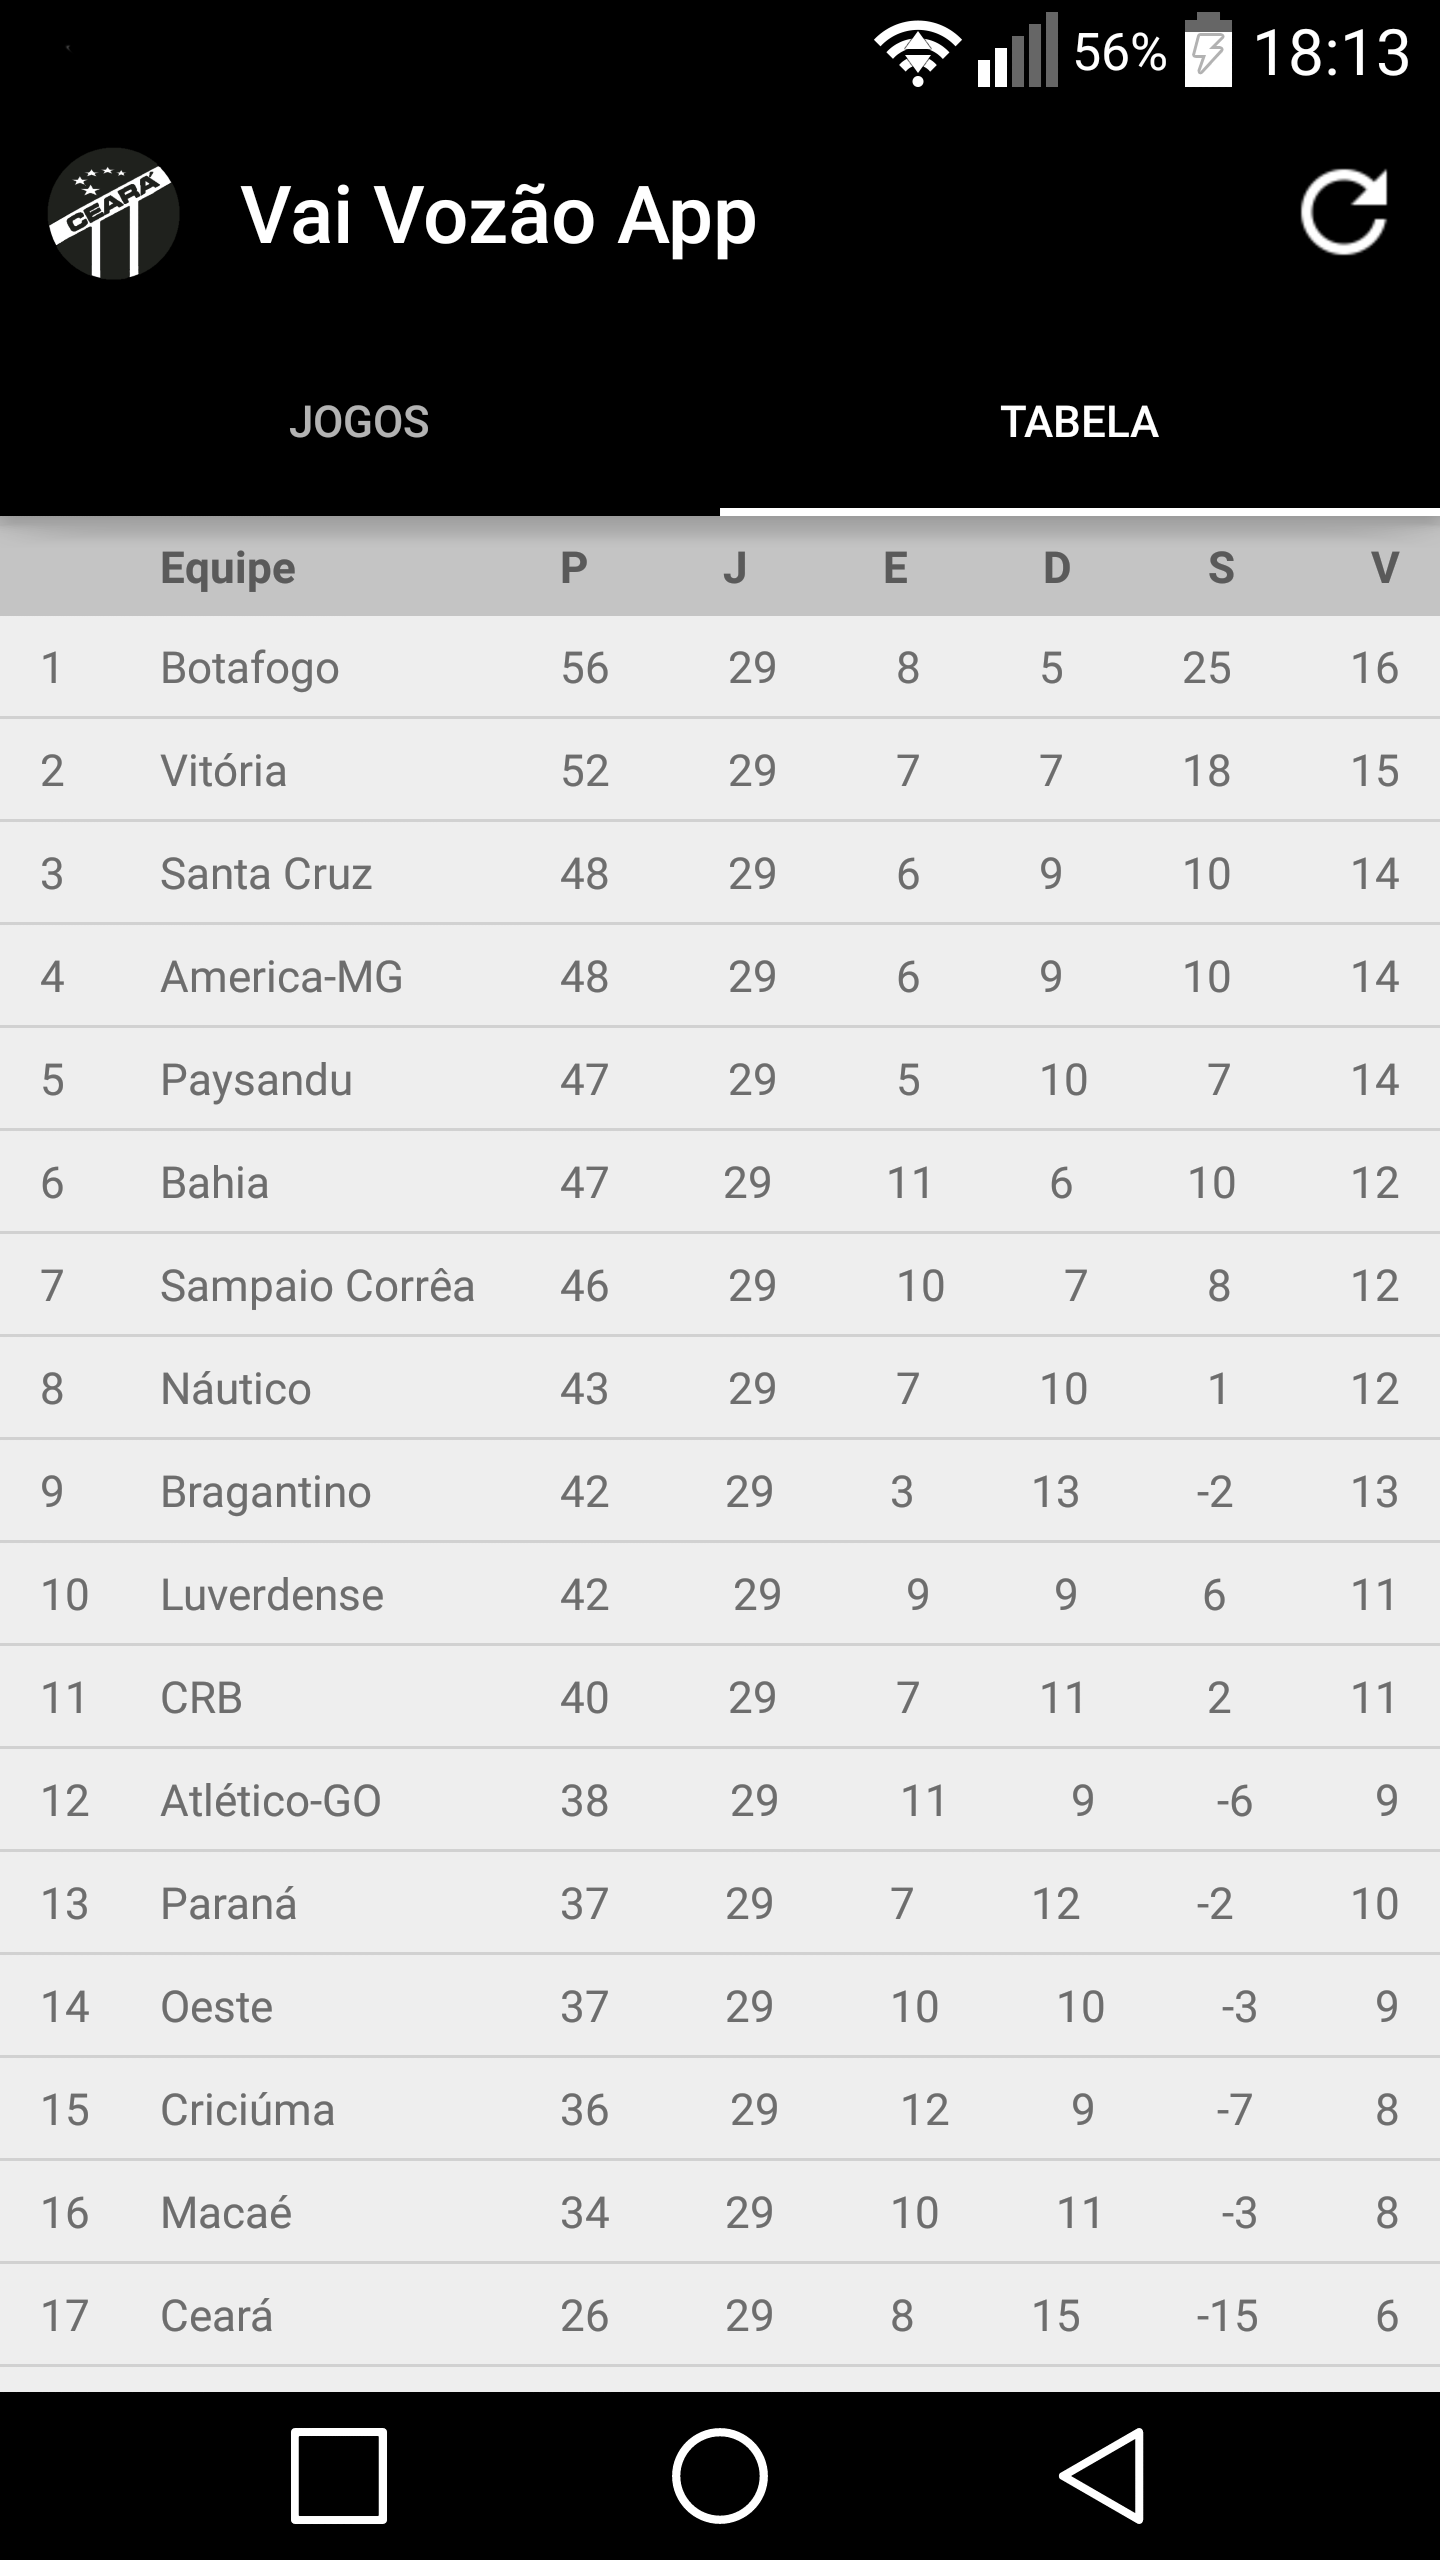 56% 18:13
CEARÁ
Vai Vozão App
JOGOS TABELA
Equipe P J E D S V
1 Botafogo 56 29 8 5 25 16
2 Vitória 52 29 7 7 18 15
3 Santa Cruz 48 29 6 9 10 14
4 America-MG 48 29 6 9 10 14
5 Paysandu 47 29 5 10 7 14
6 Bahia 47 29 11 6 10 12
7 Sampaio Corrêa 46 29 10 7 8 12
8 Náutico 43 29 7 10 1 12
9 Bragantino 42 29 3 13 -2 13
10 Luverdense 42 29 9 9 6 11
11 CRB 40 29 7 11 2 11
12 Atlético-GO 38 29 11 9 -6 9
13 Paraná 37 29 7 12 -2 10
14 Oeste 37 29 10 10 -3 9
15 Criciúma 36 29 12 9 -7 8
16 Macaé 34 29 10 11 -3 8
17 Ceará 26 29 8 15 -15 6